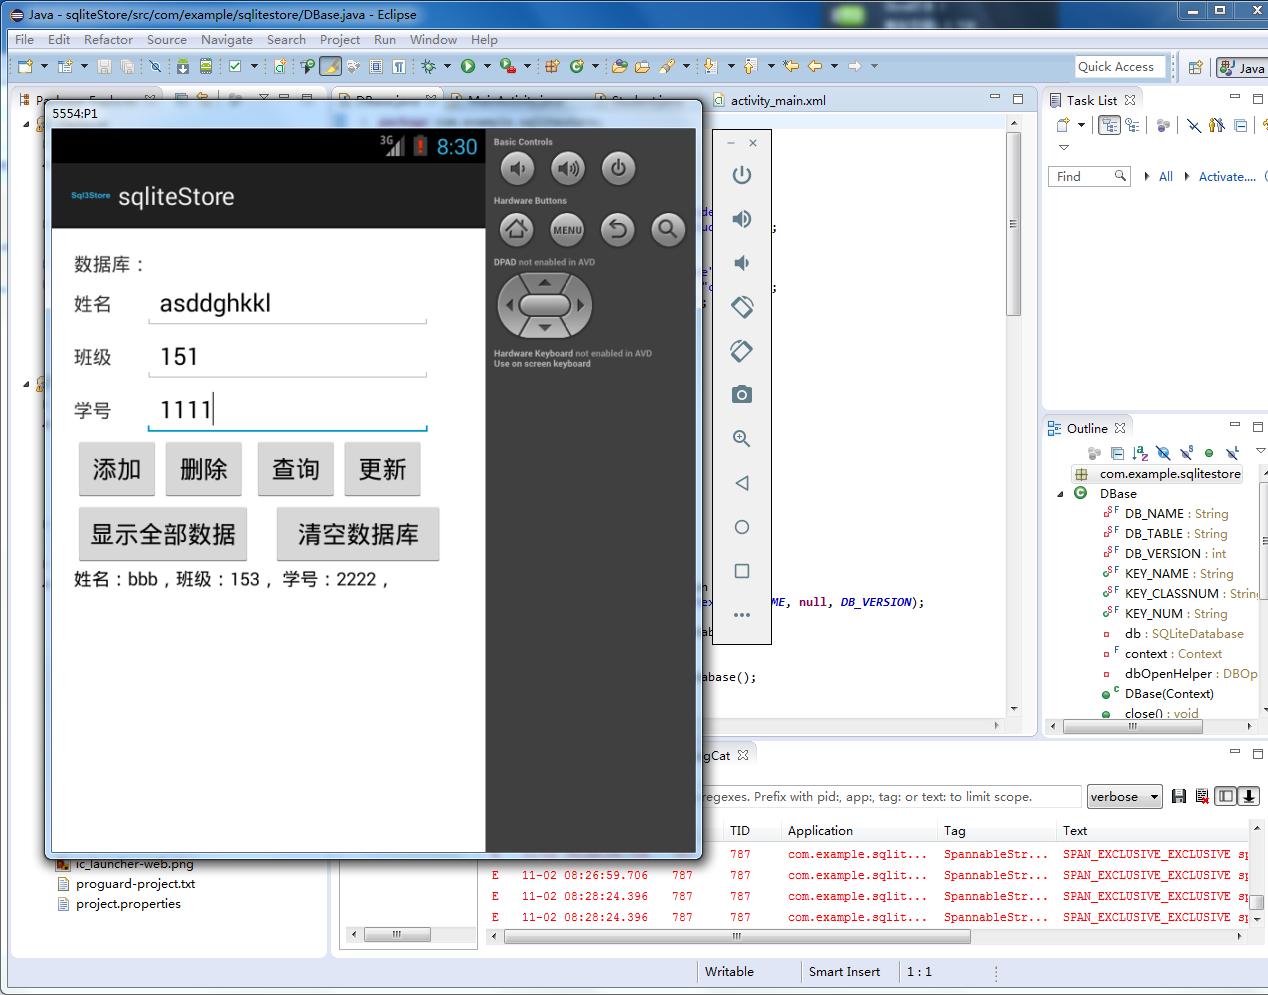 Java - sqliteStore/src/com/example/sqlitestore/DBase.java - Eclipse
File Edit Refactor Source Navigate Search Project Run Window Help
Quick Access
Java
activity_main.xml
Task List
Find
All
Activate....
5554:P1
3G
8:30
Sql3Store
sqliteStore
数据库：
姓名 asddghkkl
班级 151
学号 1111
添加 删除 查询 更新
显示全部数据 清空数据库
姓名：bbb，班级：153， 学号：2222，
Basic Controls
Hardware Buttons
MENU
DPAD not enabled in AVD
Hardware Keyboard not enabled in AVD
Use on screen keyboard
ME, null, DB_VERSION);
abase();
Outline
com.example.sqlitestore
DBase
DB_NAME : String
DB_TABLE : String
DB_VERSION : int
KEY_NAME : String
KEY_CLASSNUM : String
KEY_NUM : String
db : SQLiteDatabase
context : Context
dbOpenHelper : DBOp
DBase(Context)
close() : void
gCat
regexes. Prefix with pid:, app:, tag: or text: to limit scope.
verbose
TID Application Tag Text
787 com.example.sqlit... SpannableStr... SPAN_EXCLUSIVE_EXCLUSIVE sp
E 11-02 08:26:59.706 787 787 com.example.sqlit... SpannableStr... SPAN_EXCLUSIVE_EXCLUSIVE sp
E 11-02 08:28:24.396 787 787 com.example.sqlit... SpannableStr... SPAN_EXCLUSIVE_EXCLUSIVE sp
E 11-02 08:28:24.396 787 787 com.example.sqlit... SpannableStr... SPAN_EXCLUSIVE_EXCLUSIVE sp
ic_launcher-web.png
proguard-project.txt
project.properties
Writable
Smart Insert
1 : 1